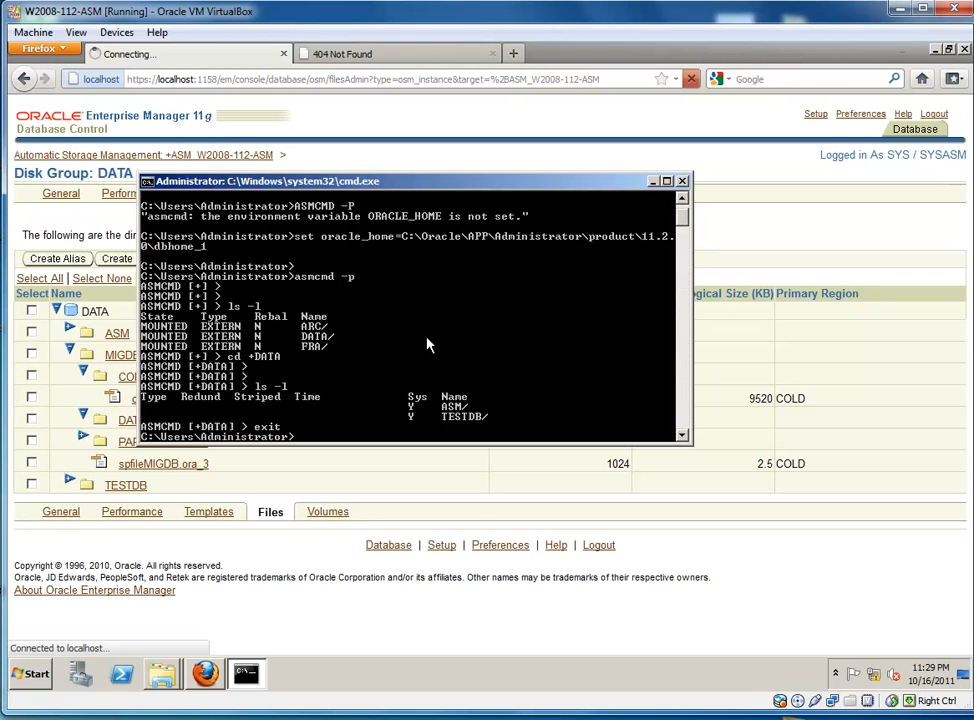 W2008-112-ASM [Running] - Oracle VM VirtualBox
Machine View Devices Help
Firefox
Connecting...
404 Not Found
localhost https://localhost:1158/em/console/database/osm/filesAdmin?type=osm_instance&target=%2BASM_W2008-112-ASM
Google
ORACLE Enterprise Manager 11g
Database Control
Setup Preferences Help Logout
Database
Automatic Storage Management: +ASM_W2008-112-ASM >
Logged in As SYS / SYSASM
Disk Group: DATA
General Perform
The following are the dir
Create Alias Create
Select All | Select Non
Select Name
ogical Size (KB) Primary Region
DATA
ASM
MIGDB
CO
9520 COLD
DAT
PAR
spfileMIGDB.ora_3 1024 2.5 COLD
TESTDB
Administrator: C:\Windows\system32\cmd.exe
C:\Users\Administrator>ASMCMD -P
"asmcmd: the environment variable ORACLE_HOME is not set."
C:\Users\Administrator>set oracle_home=C:\Oracle\APP\Administrator\product\11.2.
0\dbhome_1
C:\Users\Administrator>
C:\Users\Administrator>asmcmd -p
ASMCMD [+] >
ASMCMD [+] >
ASMCMD [+] > ls -l
State Type Rebal Name
MOUNTED EXTERN N ARC/
MOUNTED EXTERN N DATA/
MOUNTED EXTERN N FRA/
ASMCMD [+] > cd +DATA
ASMCMD [+DATA] >
ASMCMD [+DATA] >
ASMCMD [+DATA] > ls -l
Type Redund Striped Time Sys Name
Y ASM/
Y TESTDB/
ASMCMD [+DATA] > exit
C:\Users\Administrator>
General Performance Templates Files Volumes
Database | Setup | Preferences | Help | Logout
Copyright © 1996, 2010, Oracle. All rights reserved.
Oracle, JD Edwards, PeopleSoft, and Retek are registered trademarks of Oracle Corporation and/or its affiliates. Other names may be trademarks of their respective owners.
About Oracle Enterprise Manager
Connected to localhost...
Start
11:29 PM
10/16/2011
Right Ctrl